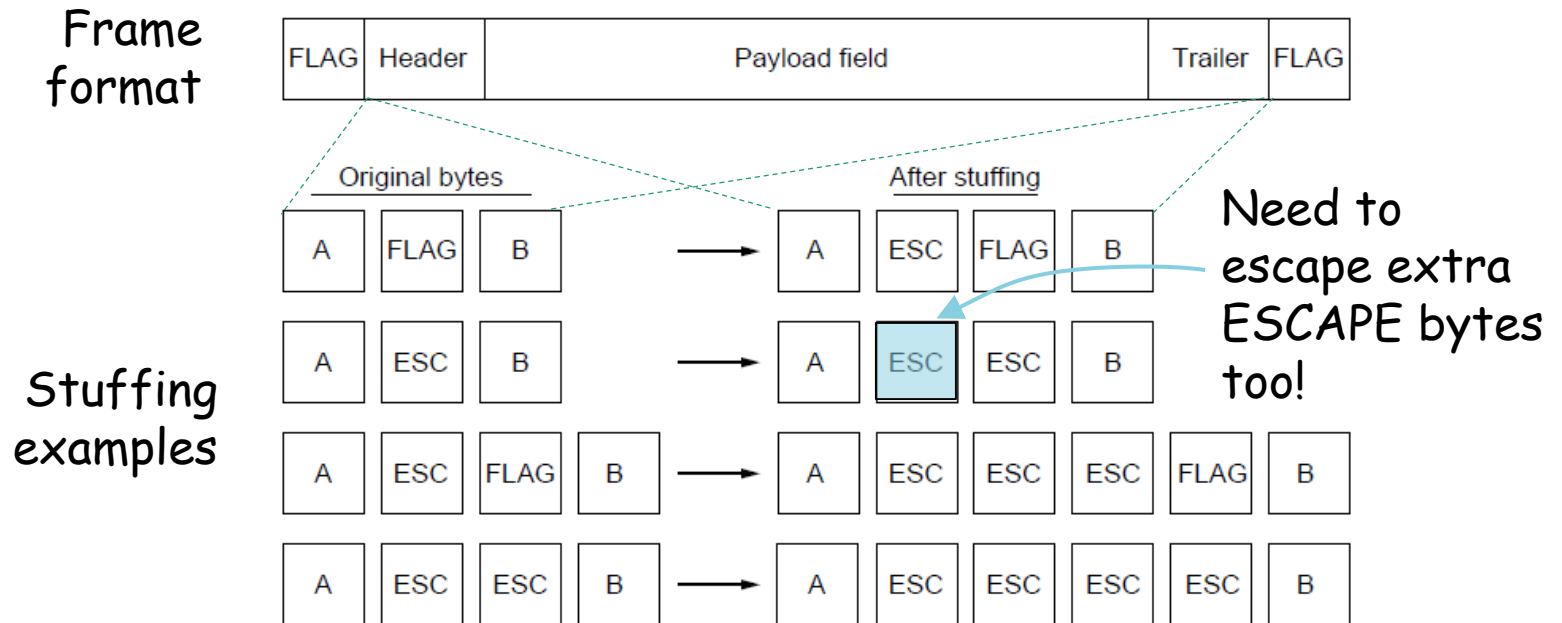 Frame
format
FLAG Header Payload field Trailer FLAG
Original bytes After stuffing
A FLAG B A ESC FLAG B
Need to
escape extra
ESCAPE bytes
too!
A ESC B A ESC ESC B
Stuffing
examples
A ESC FLAG B A ESC ESC ESC FLAG B
A ESC ESC B A ESC ESC ESC ESC B